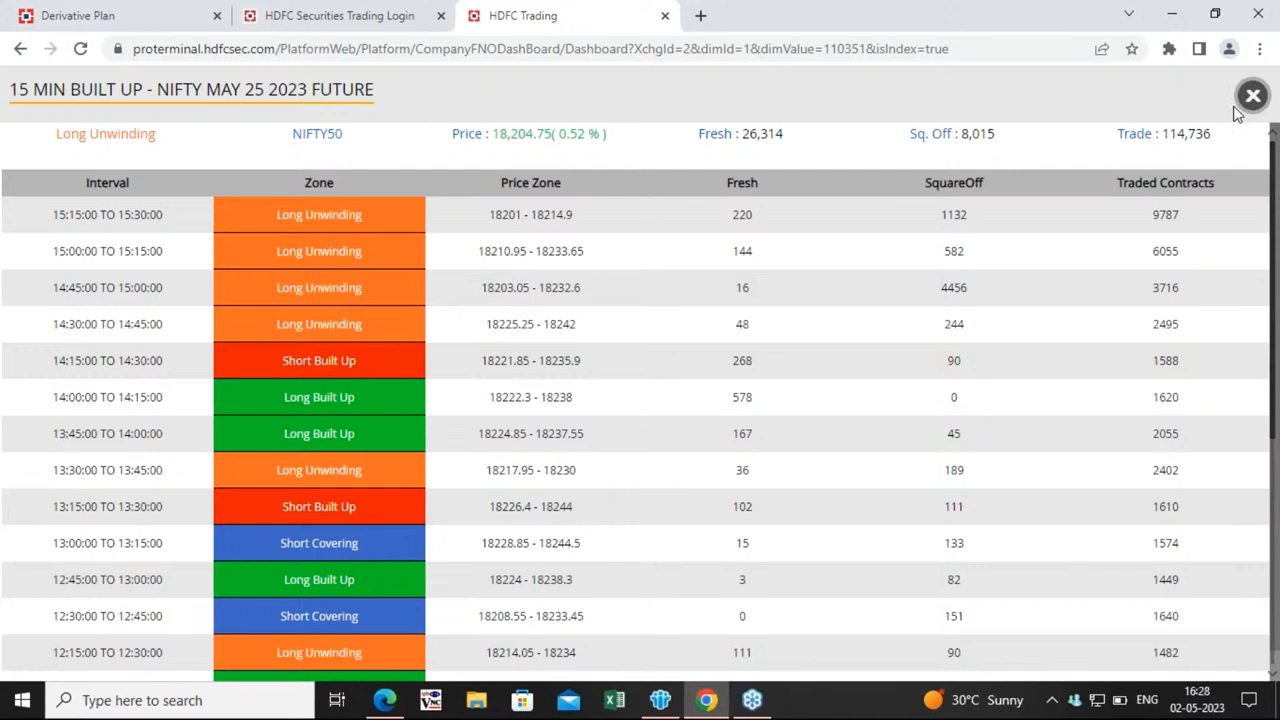 Derivative Plan
HDFC Securities Trading Login
HDFC Trading
proterminal.hdfcsec.com/PlatformWeb/Platform/CompanyFNODashBoard/Dashboard?XchgId=2&dimId=1&dimValue=110351&isIndex=true
15 MIN BUILT UP - NIFTY MAY 25 2023 FUTURE
Long Unwinding NIFTY50 Price : 18,204.75( 0.52 % ) Fresh : 26,314 Sq. Off : 8,015 Trade : 114,736
Interval Zone Price Zone Fresh SquareOff Traded Contracts
15:15:00 TO 15:30:00 Long Unwinding 18201 - 18214.9 220 1132 9787
15:00:00 TO 15:15:00 Long Unwinding 18210.95 - 18233.65 144 582 6055
14:45:00 TO 15:00:00 Long Unwinding 18203.05 - 18232.6 16 4456 3716
14:30:00 TO 14:45:00 Long Unwinding 18225.25 - 18242 48 244 2495
14:15:00 TO 14:30:00 Short Built Up 18221.85 - 18235.9 268 90 1588
14:00:00 TO 14:15:00 Long Built Up 18222.3 - 18238 578 0 1620
13:45:00 TO 14:00:00 Long Built Up 18224.85 - 18237.55 167 45 2055
13:30:00 TO 13:45:00 Long Unwinding 18217.95 - 18230 36 189 2402
13:15:00 TO 13:30:00 Short Built Up 18226.4 - 18244 102 111 1610
13:00:00 TO 13:15:00 Short Covering 18228.85 - 18244.5 15 133 1574
12:45:00 TO 13:00:00 Long Built Up 18224 - 18238.3 3 82 1449
12:30:00 TO 12:45:00 Short Covering 18208.55 - 18233.45 0 151 1640
12:15:00 TO 12:30:00 Long Unwinding 18214.05 - 18234 111 90 1482
Type here to search
VNC
30°C Sunny
ENG
16:28
02-05-2023